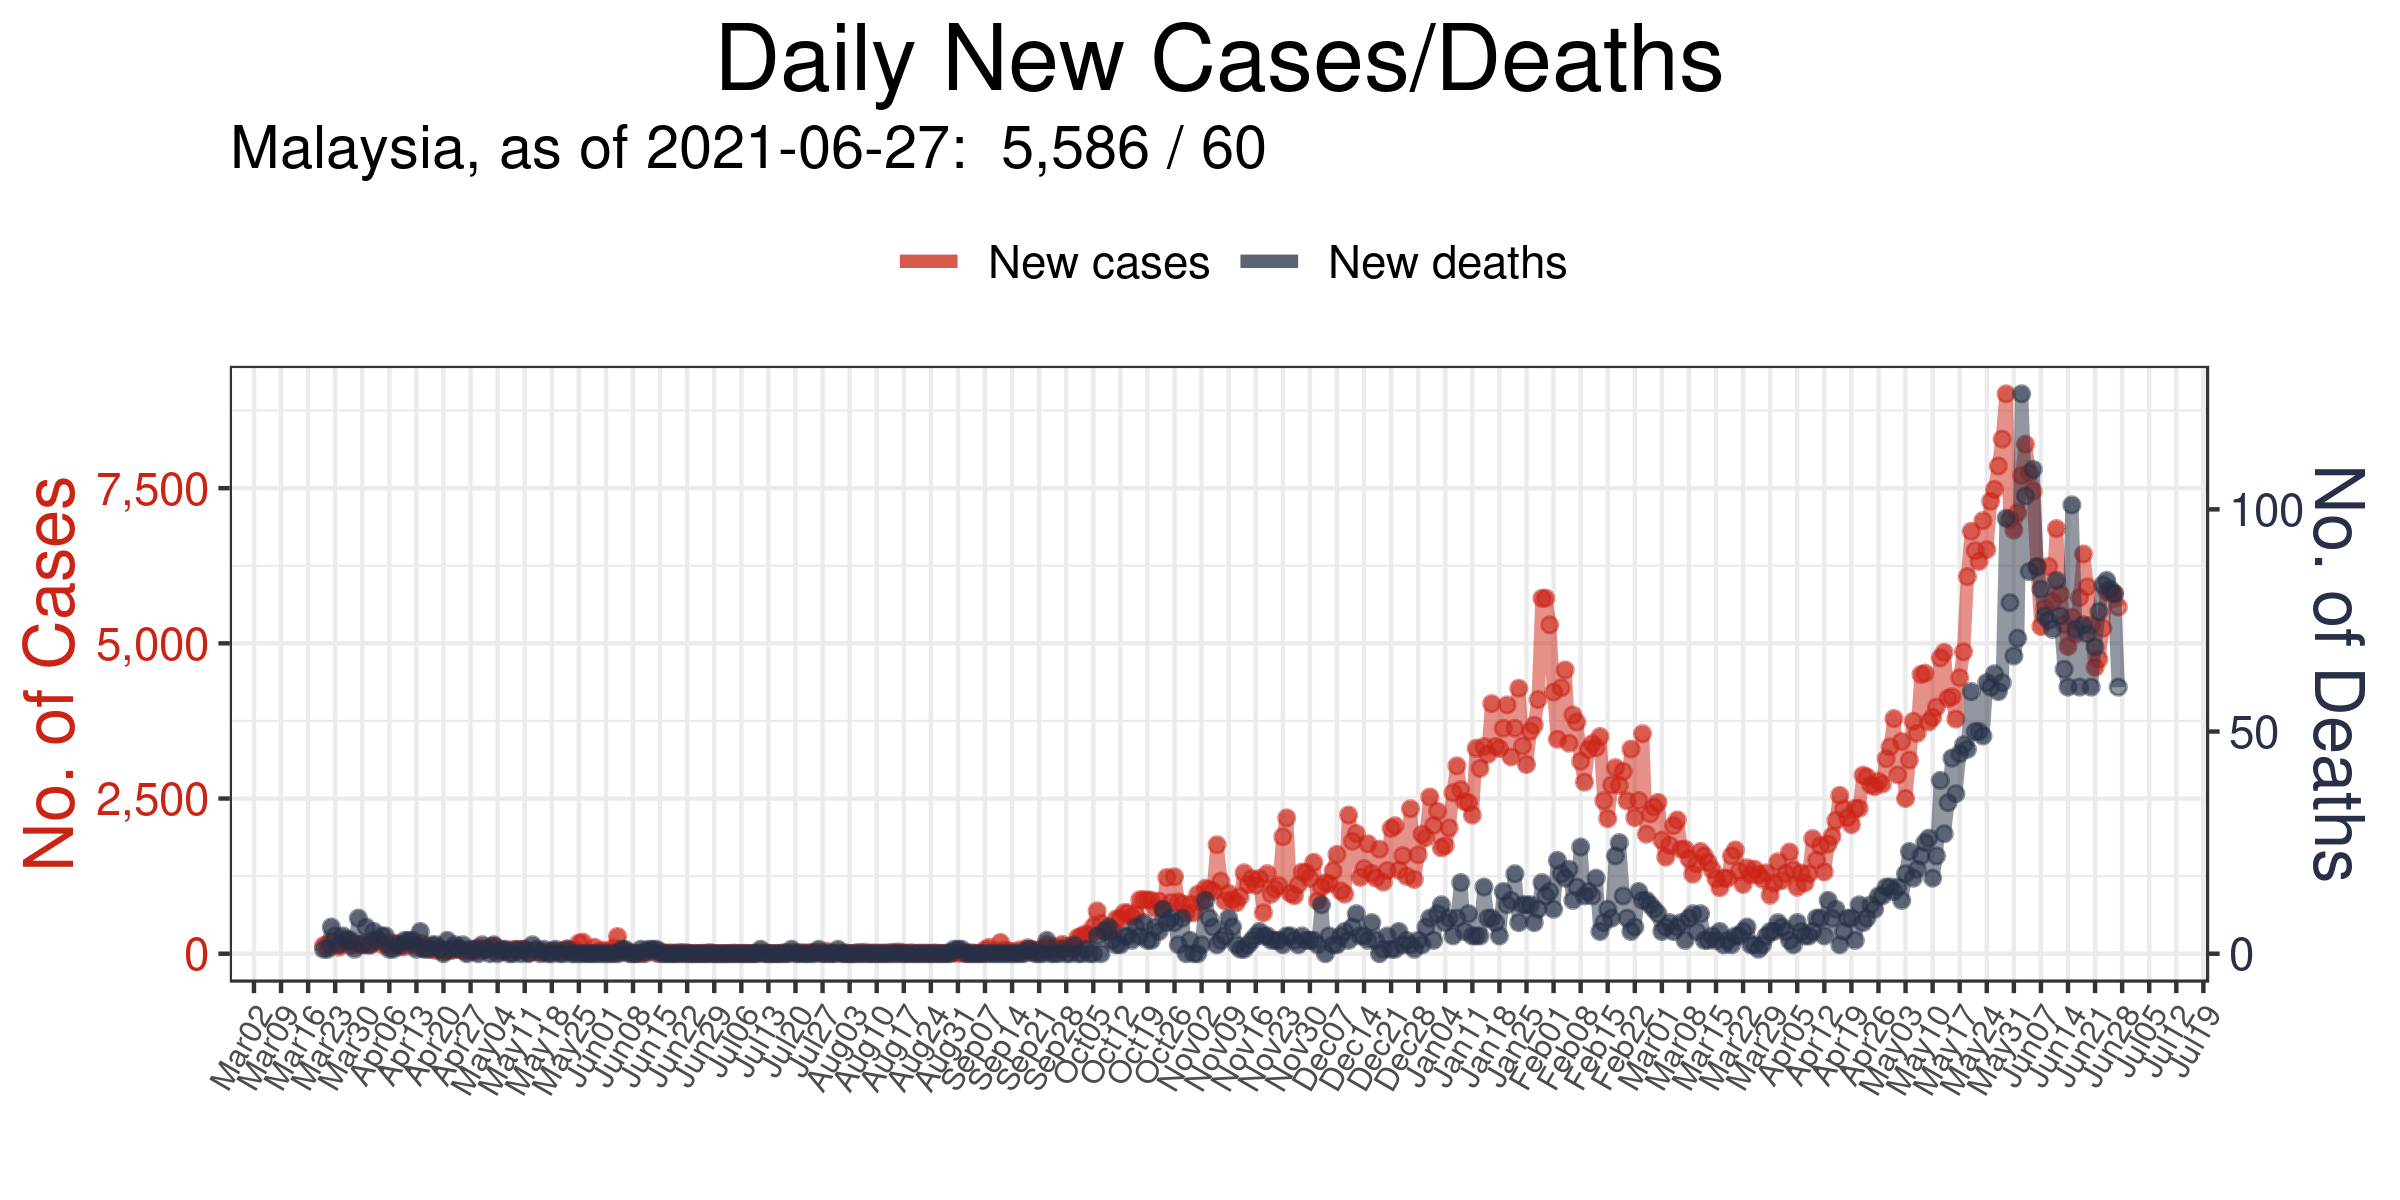 Daily New Cases/Deaths
Malaysia, as of 2021-06-27:  5,586 / 60
New cases
New deaths
No. of Cases
7,500
5,000
2,500
0
No. of Deaths
100
50
0
Mar02
Mar09
Mar16
Mar23
Mar30
Apr06
Apr13
Apr20
Apr27
May04
May11
May18
May25
Jun01
Jun08
Jun15
Jun22
Jun29
Jul06
Jul13
Jul20
Jul27
Aug03
Aug10
Aug17
Aug24
Aug31
Sep07
Sep14
Sep21
Sep28
Oct05
Oct12
Oct19
Oct26
Nov02
Nov09
Nov16
Nov23
Nov30
Dec07
Dec14
Dec21
Dec28
Jan04
Jan11
Jan18
Jan25
Feb01
Feb08
Feb15
Feb22
Mar01
Mar08
Mar15
Mar22
Mar29
Apr05
Apr12
Apr19
Apr26
May03
May10
May17
May24
May31
Jun07
Jun14
Jun21
Jun28
Jul05
Jul12
Jul19